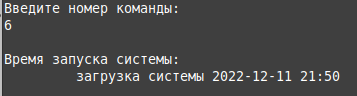 Введите номер команды:
6
Время запуска системы:
загрузка системы 2022-12-11 21:50